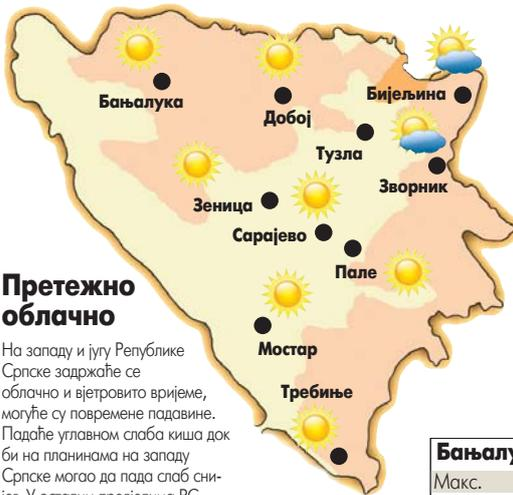 Бањалука
Добој
Бијељина
Тузла
Зворник
Зеница
Сарајево
Пале
Мостар
Требиње
Претежно
облачно
На западу и југу Републике
Српске задржаће се
облачно и вјетровито вријеме,
могуће су повремене падавине.
Падаће углавном слаба киша док
би на планинама на западу
Српске могао да пада слаб сни-
Макс.